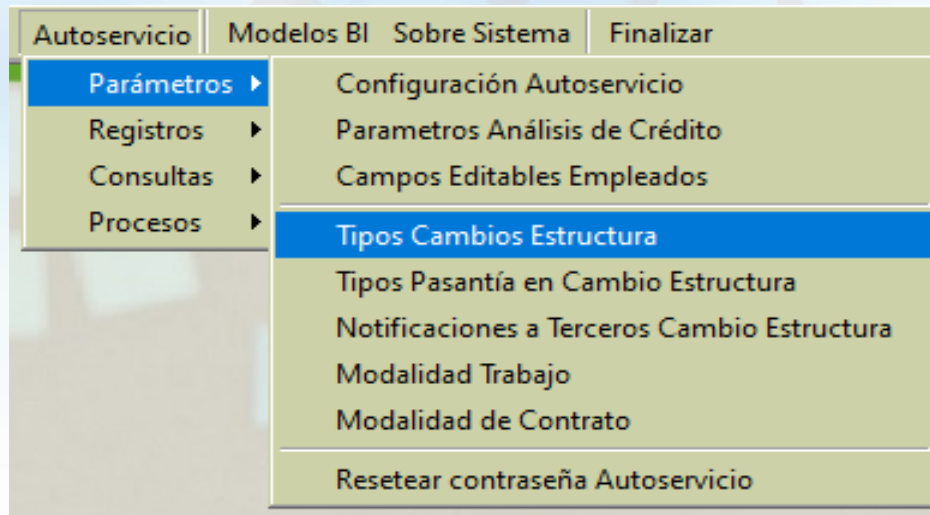 Autoservicio Modelos BI Sobre Sistema Finalizar
Parámetros
Registros
Consultas
Procesos
Configuración Autoservicio
Parametros Análisis de Crédito
Campos Editables Empleados
Tipos Cambios Estructura
Tipos Pasantía en Cambio Estructura
Notificaciones a Terceros Cambio Estructura
Modalidad Trabajo
Modalidad de Contrato
Resetear contraseña Autoservicio